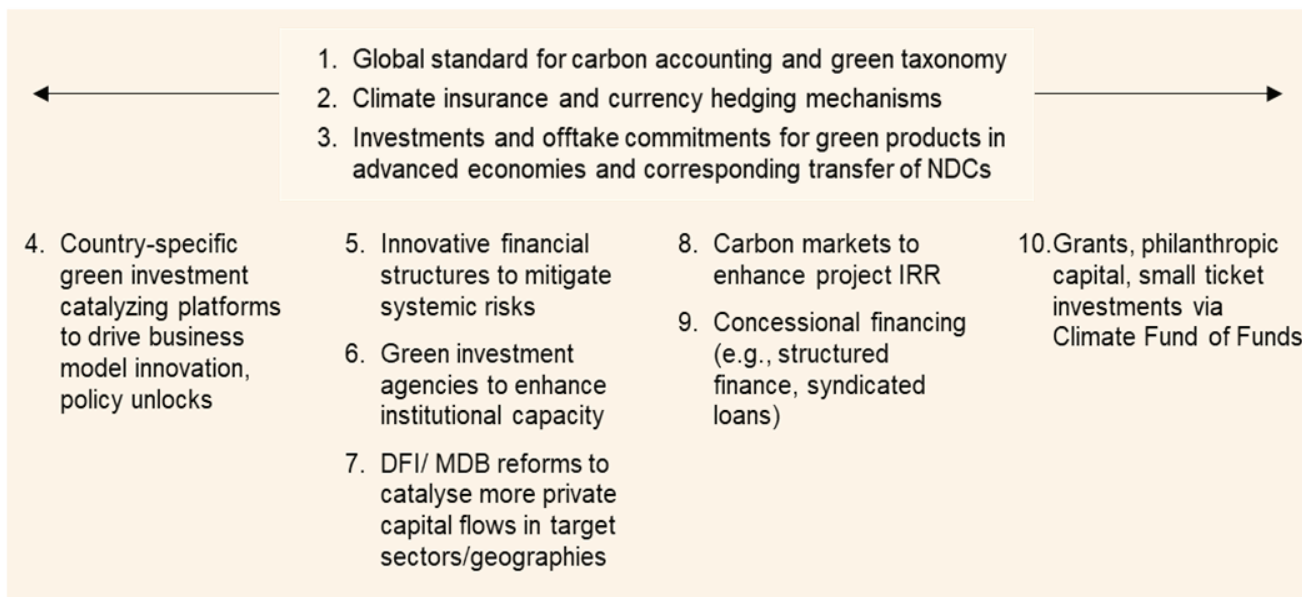 1. Global standard for carbon accounting and green taxonomy
2. Climate insurance and currency hedging mechanisms
3. Investments and offtake commitments for green products in
advanced economies and corresponding transfer of NDCs
4. Country-specific
green investment
catalyzing platforms
to drive business
model innovation,
policy unlocks
5. Innovative financial
structures to mitigate
systemic risks
6. Green investment
agencies to enhance
institutional capacity
7. DFI/ MDB reforms to
catalyse more private
capital flows in target
sectors/geographies
8. Carbon markets to
enhance project IRR
9. Concessional financing
(e.g., structured
finance, syndicated
loans)
10.Grants, philanthropic
capital, small ticket
investments via
Climate Fund of Funds